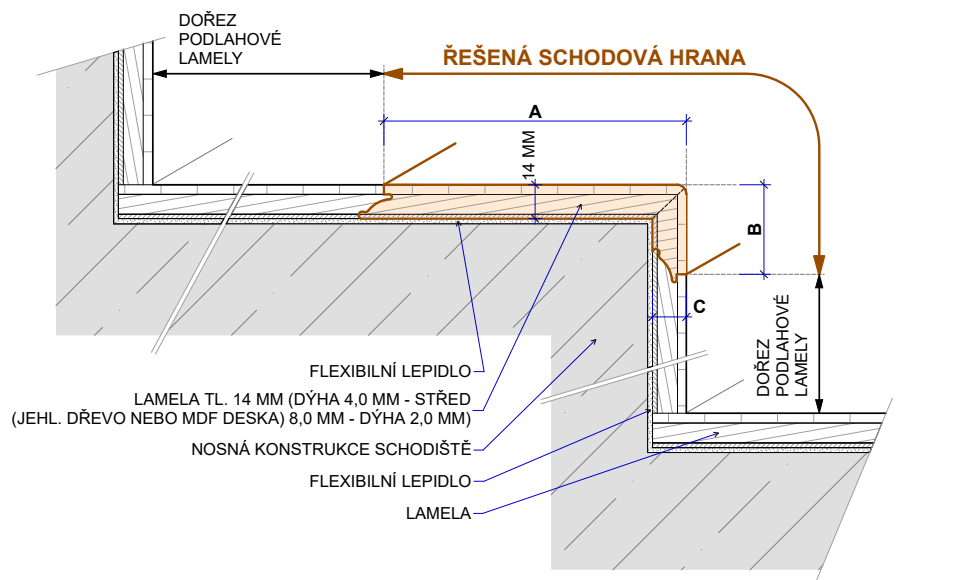 DOŘEZ
PODLAHOVÉ
LAMELY
ŘEŠENÁ SCHODOVÁ HRANA
A
14 MM
B
C
DOŘEZ
PODLAHOVÉ
LAMELY
FLEXIBILNÍ LEPIDLO
LAMELA TL. 14 MM (DÝHA 4,0 MM - STŘED
(JEHL. DŘEVO NEBO MDF DESKA) 8,0 MM - DÝHA 2,0 MM)
NOSNÁ KONSTRUKCE SCHODIŠTĚ
FLEXIBILNÍ LEPIDLO
LAMELA